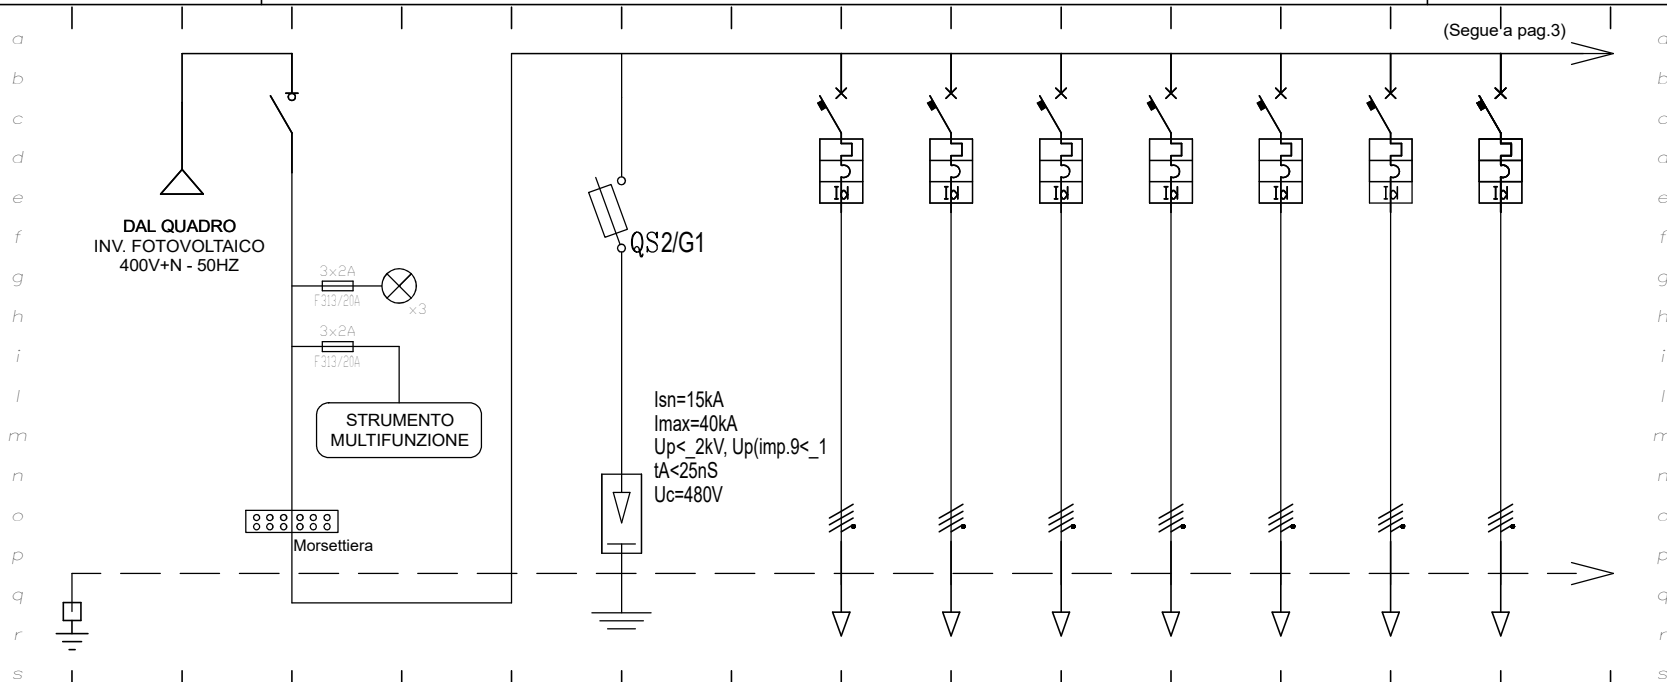 (Segue a pag.3)
a
b
c
d
e
f
g
h
i
l
m
n
o
p
q
r
s
DAL QUADRO
INV. FOTOVOLTAICO
400V+N - 50HZ
3x2A
F313/20A
x3
3x2A
F313/20A
STRUMENTO
MULTIFUNZIONE
Morsettiera
QS2/G1
Isn=15kA
Imax=40kA
Up<_2kV, Up(imp.9<_1
tA<25nS
Uc=480V
Id
Id
Id
Id
Id
Id
Id
a
b
c
d
e
f
g
h
i
l
m
n
o
p
q
r
s